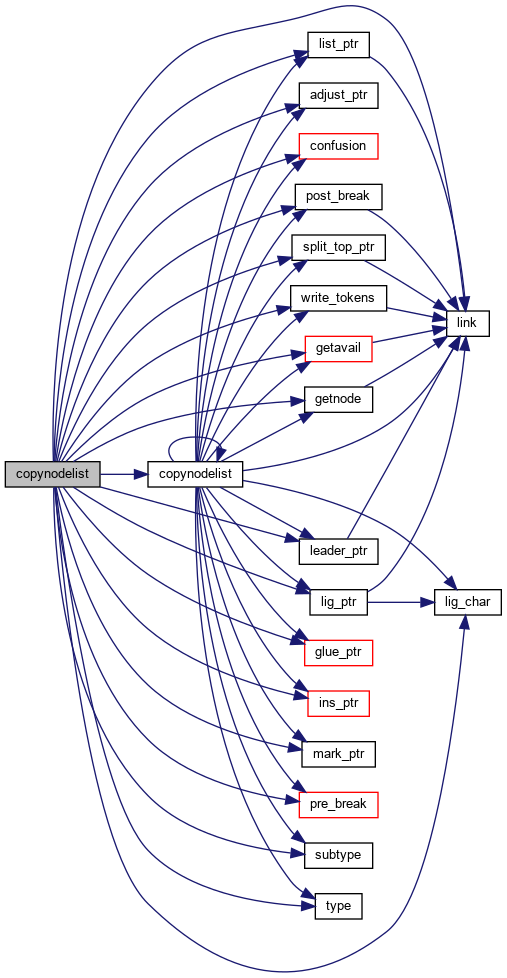 list_ptr
adjust_ptr
confusion
post_break
split_top_ptr
write_tokens
link
getavail
getnode
copynodelist
copynodelist
leader_ptr
lig_ptr
lig_char
glue_ptr
ins_ptr
mark_ptr
pre_break
subtype
type